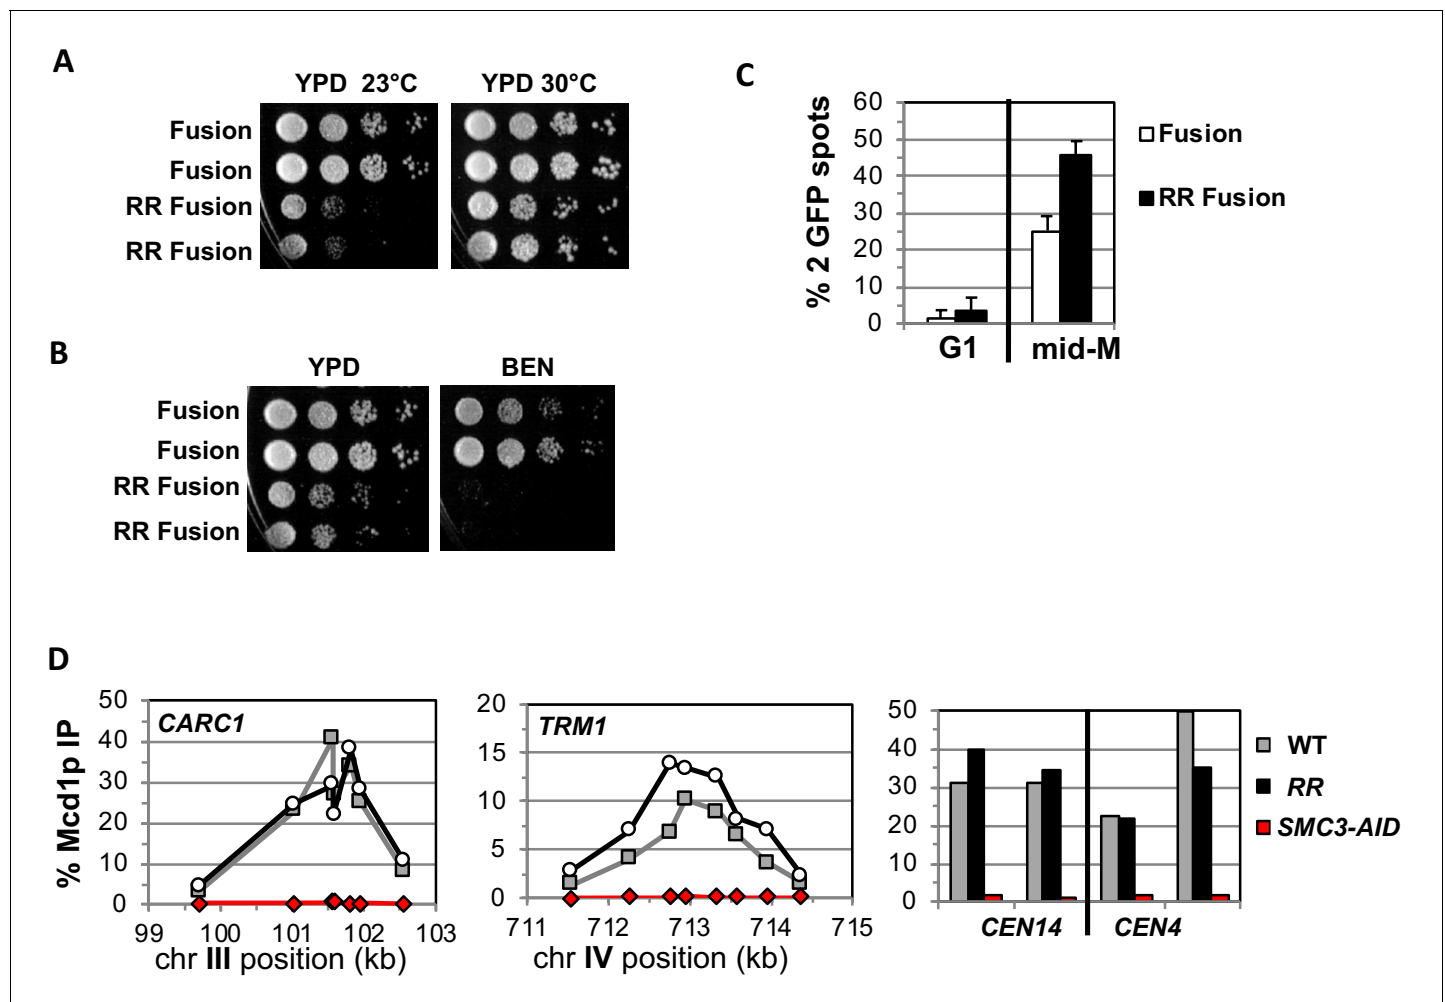 A
YPD 23°C
YPD 30°C
Fusion
Fusion
RR Fusion
RR Fusion
C
% 2 GFP spots
60
50
40
30
20
10
0
G1
mid-M
Fusion
RR Fusion
B
YPD
BEN
Fusion
Fusion
RR Fusion
RR Fusion
D
% Mcd1p IP
50
40
30
20
10
0
CARC1
99 100 101 102 103
chr III position (kb)
20
15
10
5
0
TRM1
711 712 713 714 715
chr IV position (kb)
50
40
30
20
10
0
CEN14
CEN4
WT
RR
SMC3-AID